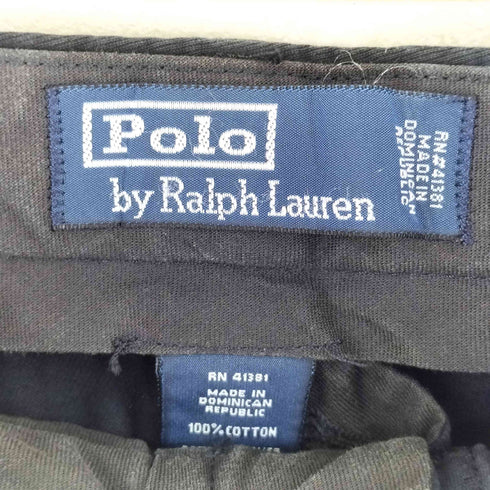 Polo
by Ralph Lauren
RN#41381
MADE IN
DOMINICAN
REPUBLIC
RN 41381
MADE IN
DOMINICAN
REPUBLIC
100% COTTON